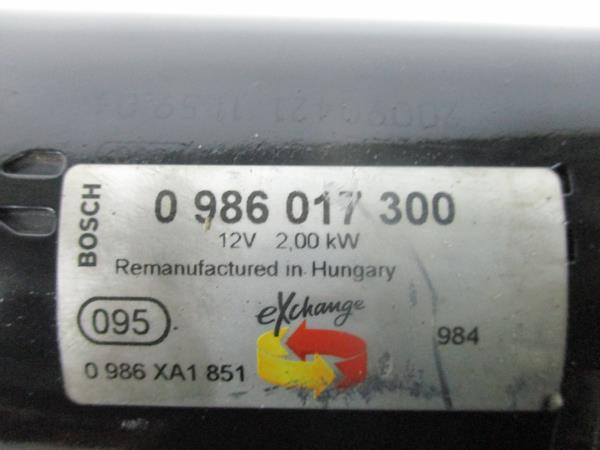 BOSCH
0 986 017 300
12V 2,00 kW
Remanufactured in Hungary
095
eXchange
984
0 986 XA1 851